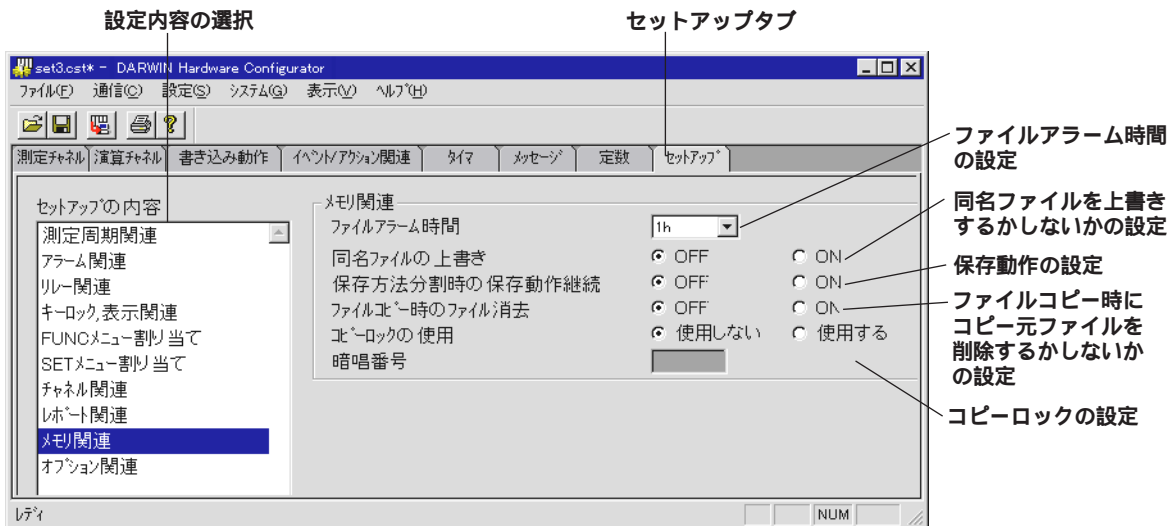 設定内容の選択
セットアップタブ
set3.cst* - DARWIN Hardware Configurator
ファイル(F) 通信(C) 設定(S) システム(G) 表示(V) ヘルプ(H)
測定チャネル 演算チャネル 書き込み動作 イベント/アクション関連 タイマ メッセージ 定数 セットアップ
セットアップの内容
測定周期関連
アラーム関連
リレー関連
キーロック,表示関連
FUNCメニュー割り当て
SETメニュー割り当て
チャネル関連
レポート関連
メモリ関連
オプション関連
メモリ関連
ファイルアラーム時間 1h
同名ファイルの上書き OFF ON
保存方法分割時の保存動作継続 OFF ON
ファイルコピー時のファイル消去 OFF ON
コピーロックの使用 使用しない 使用する
暗唱番号
レディ
NUM
ファイルアラーム時間
の設定
同名ファイルを上書き
するかしないかの設定
保存動作の設定
ファイルコピー時に
コピー元ファイルを
削除するかしないか
の設定
コピーロックの設定